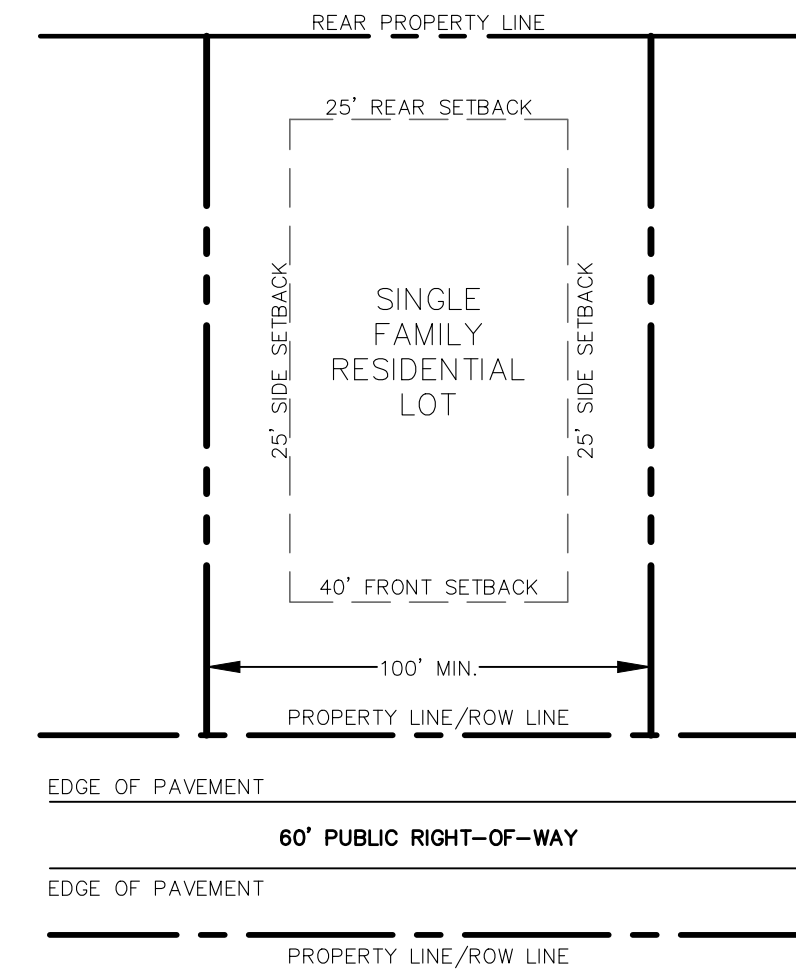 REAR PROPERTY LINE
25' REAR SETBACK
25' SIDE SETBACK
SINGLE
FAMILY
RESIDENTIAL
LOT
25' SIDE SETBACK
40' FRONT SETBACK
100' MIN.
PROPERTY LINE/ROW LINE
EDGE OF PAVEMENT
60' PUBLIC RIGHT-OF-WAY
EDGE OF PAVEMENT
PROPERTY LINE/ROW LINE